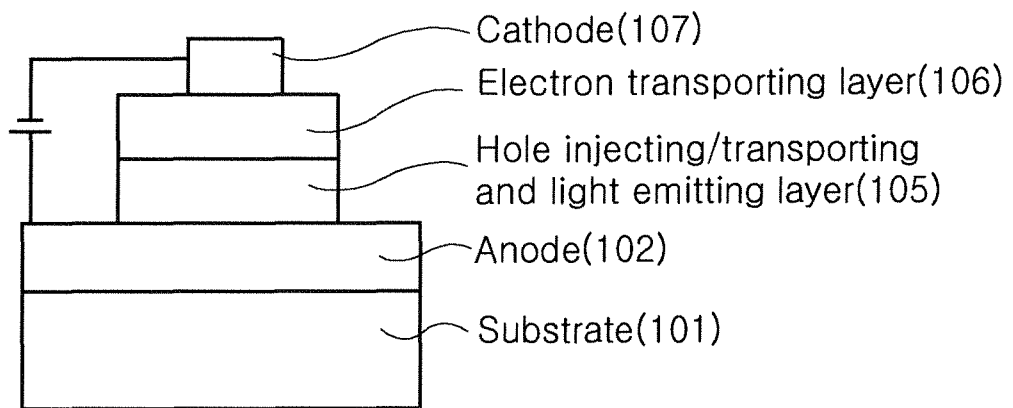 Cathode(107)
Electron transporting layer(106)
Hole injecting/transporting
and light emitting layer(105)
Anode(102)
Substrate(101)